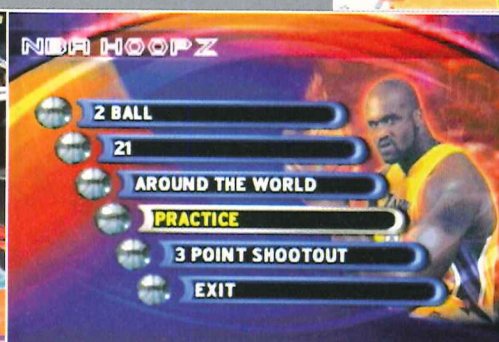 NBA HOOPZ
2 BALL
21
AROUND THE WORLD
PRACTICE
3 POINT SHOOTOUT
EXIT